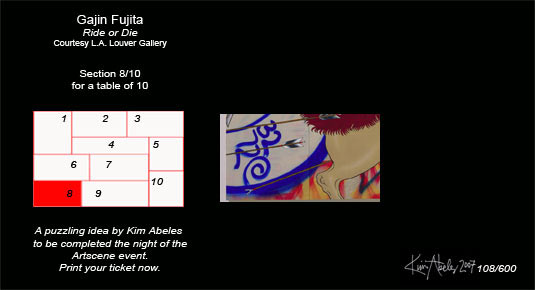 Gajin Fujita
Ride or Die
Courtesy L.A. Louver Gallery
Section 8/10
for a table of 10
1 2 3
4 5
6 7
10
8 9
A puzzling idea by Kim Abeles
to be completed the night of the
Artscene event.
Print your ticket now.
Kim Abeles 2007 108/600